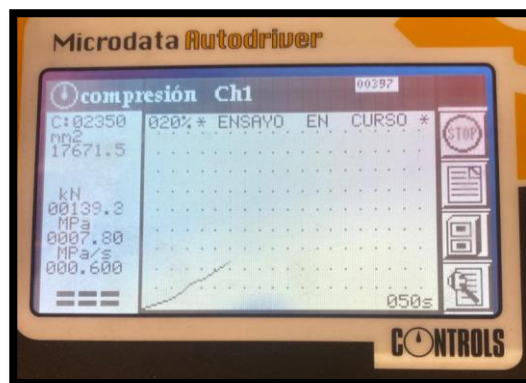 Microdata Autodriver
compresión Ch1
00397
C:02350
020%* ENSAYO EN CURSO *
mm2
17671.5
STOP
kN
00139.2
MPa
0007.80
MPa/s
000.600
050s
CONTROLS